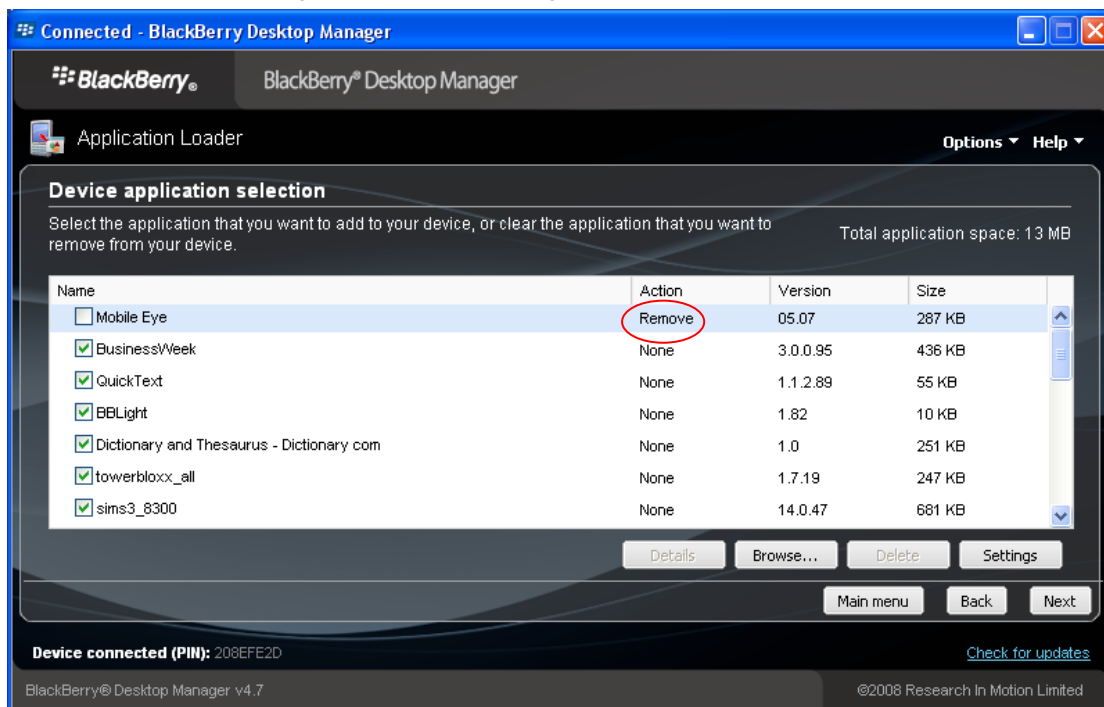 Connected - BlackBerry Desktop Manager
BlackBerry® BlackBerry® Desktop Manager
Application Loader Options Help
Device application selection
Select the application that you want to add to your device, or clear the application that you want to
remove from your device.
Total application space: 13 MB
Name Action Version Size
Mobile Eye Remove 05.07 287 KB
BusinessWeek None 3.0.0.95 436 KB
QuickText None 1.1.2.89 55 KB
BBLight None 1.82 10 KB
Dictionary and Thesaurus - Dictionary com None 1.0 251 KB
towerbloxx_all None 1.7.19 247 KB
sims3_8300 None 14.0.47 681 KB
Details Browse... Delete Settings
Main menu Back Next
Device connected (PIN): 208EFE2D Check for updates
BlackBerry® Desktop Manager v4.7 ©2008 Research In Motion Limited